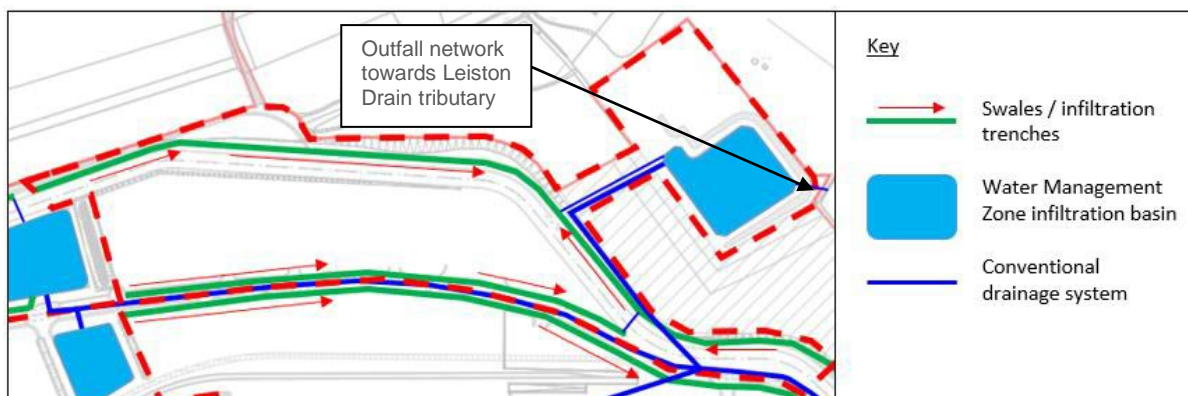 Outfall network
towards Leiston
Drain tributary
Key
Swales / infiltration
trenches
Water Management
Zone infiltration basin
Conventional
drainage system